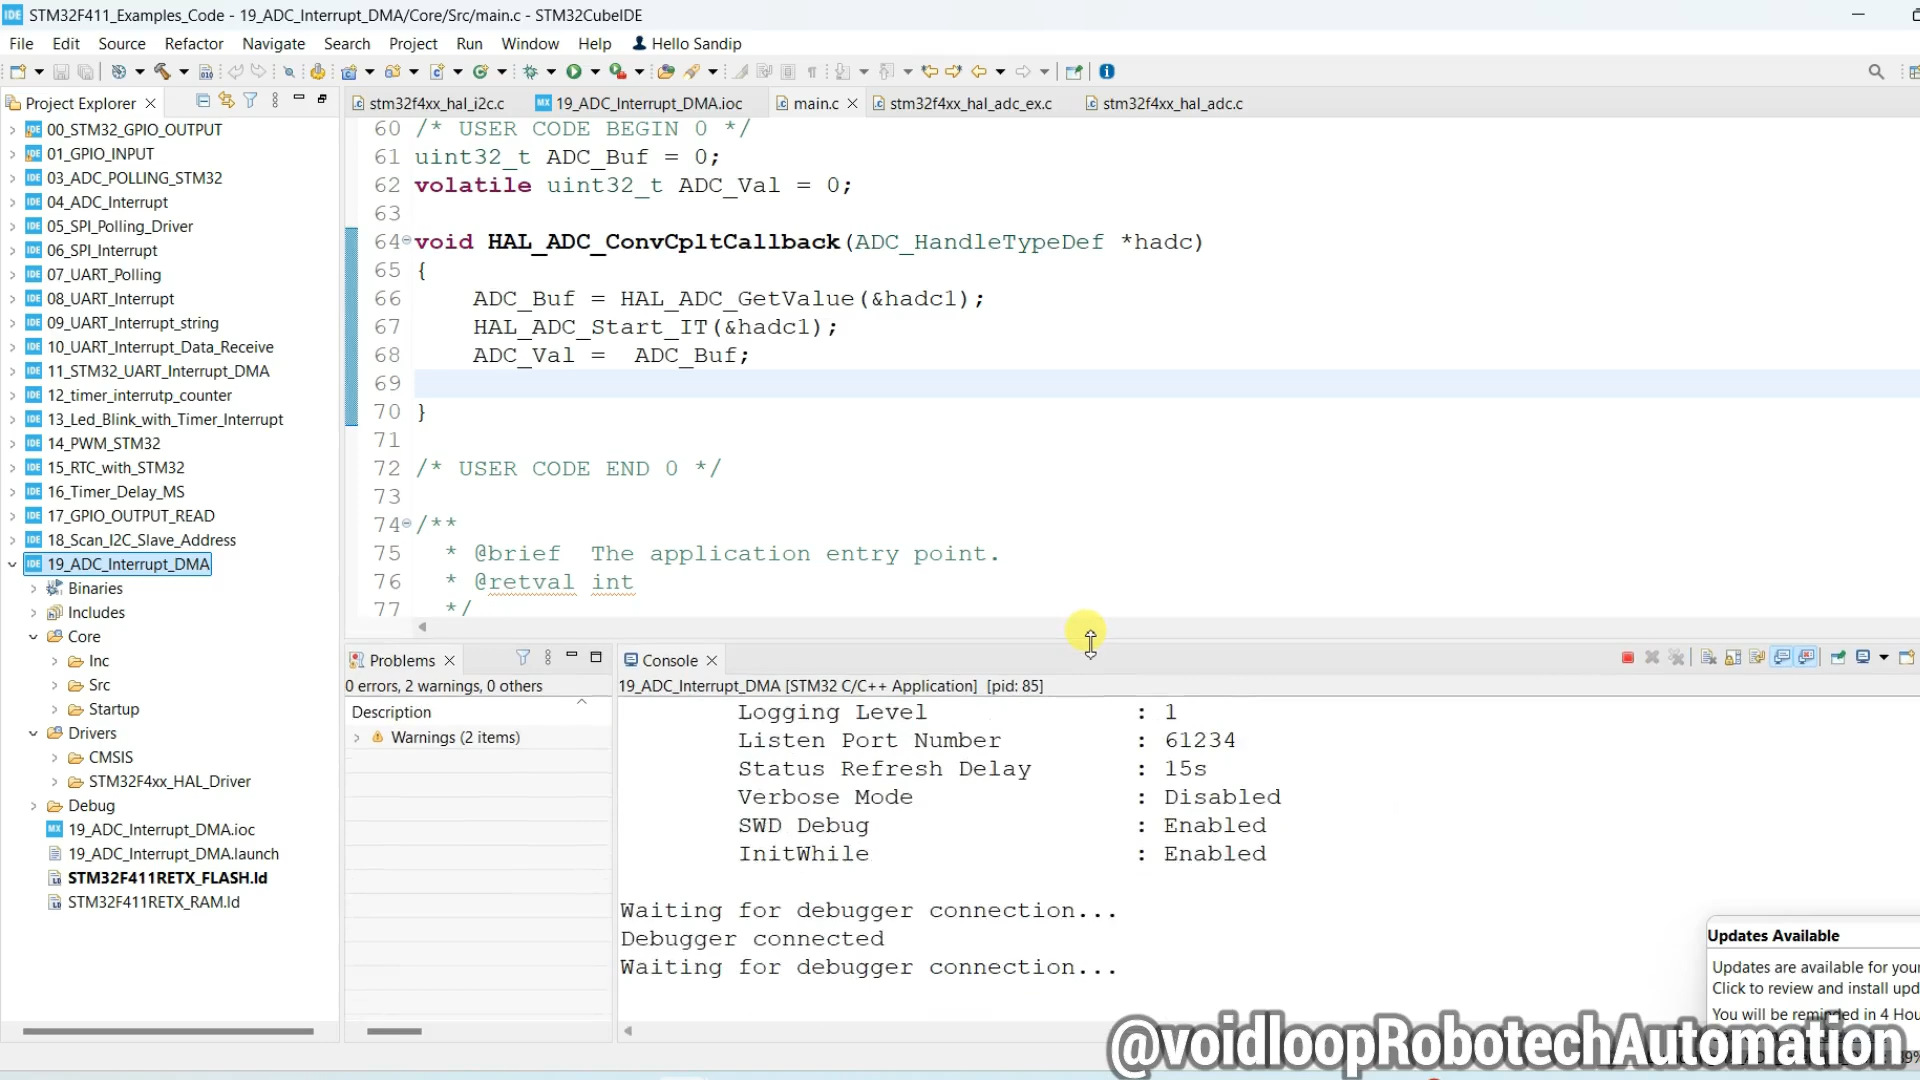 STM32F411_Examples_Code - 19_ADC_Interrupt_DMA/Core/Src/main.c - STM32CubeIDE
File Edit Source Refactor Navigate Search Project Run Window Help Hello Sandip
Project Explorer
stm32f4xx_hal_i2c.c 19_ADC_Interrupt_DMA.ioc main.c stm32f4xx_hal_adc_ex.c stm32f4xx_hal_adc.c
00_STM32_GPIO_OUTPUT
01_GPIO_INPUT
03_ADC_POLLING_STM32
04_ADC_Interrupt
05_SPI_Polling_Driver
06_SPI_Interrupt
07_UART_Polling
08_UART_Interrupt
09_UART_Interrupt_string
10_UART_Interrupt_Data_Receive
11_STM32_UART_Interrupt_DMA
12_timer_interrutp_counter
13_Led_Blink_with_Timer_Interrupt
14_PWM_STM32
15_RTC_with_STM32
16_Timer_Delay_MS
17_GPIO_OUTPUT_READ
18_Scan_I2C_Slave_Address
19_ADC_Interrupt_DMA
Binaries
Includes
Core
Inc
Src
Startup
Drivers
CMSIS
STM32F4xx_HAL_Driver
Debug
19_ADC_Interrupt_DMA.ioc
19_ADC_Interrupt_DMA.launch
STM32F411RETX_FLASH.ld
STM32F411RETX_RAM.ld
60 /* USER CODE BEGIN 0 */
61 uint32_t ADC_Buf = 0;
62 volatile uint32_t ADC_Val = 0;
63
64 void HAL_ADC_ConvCpltCallback(ADC_HandleTypeDef *hadc)
65 {
66 ADC_Buf = HAL_ADC_GetValue(&hadc1);
67 HAL_ADC_Start_IT(&hadc1);
68 ADC_Val = ADC_Buf;
69
70 }
71
72 /* USER CODE END 0 */
73
74 /**
75 * @brief The application entry point.
76 * @retval int
77 */
Problems
0 errors, 2 warnings, 0 others
Description
Warnings (2 items)
Console
19_ADC_Interrupt_DMA [STM32 C/C++ Application] [pid: 85]
Logging Level : 1
Listen Port Number : 61234
Status Refresh Delay : 15s
Verbose Mode : Disabled
SWD Debug : Enabled
InitWhile : Enabled
Waiting for debugger connection...
Debugger connected
Waiting for debugger connection...
Updates Available
Updates are available for your
Click to review and install
You will be reminded in 4
@voidloopRobotechAutomation